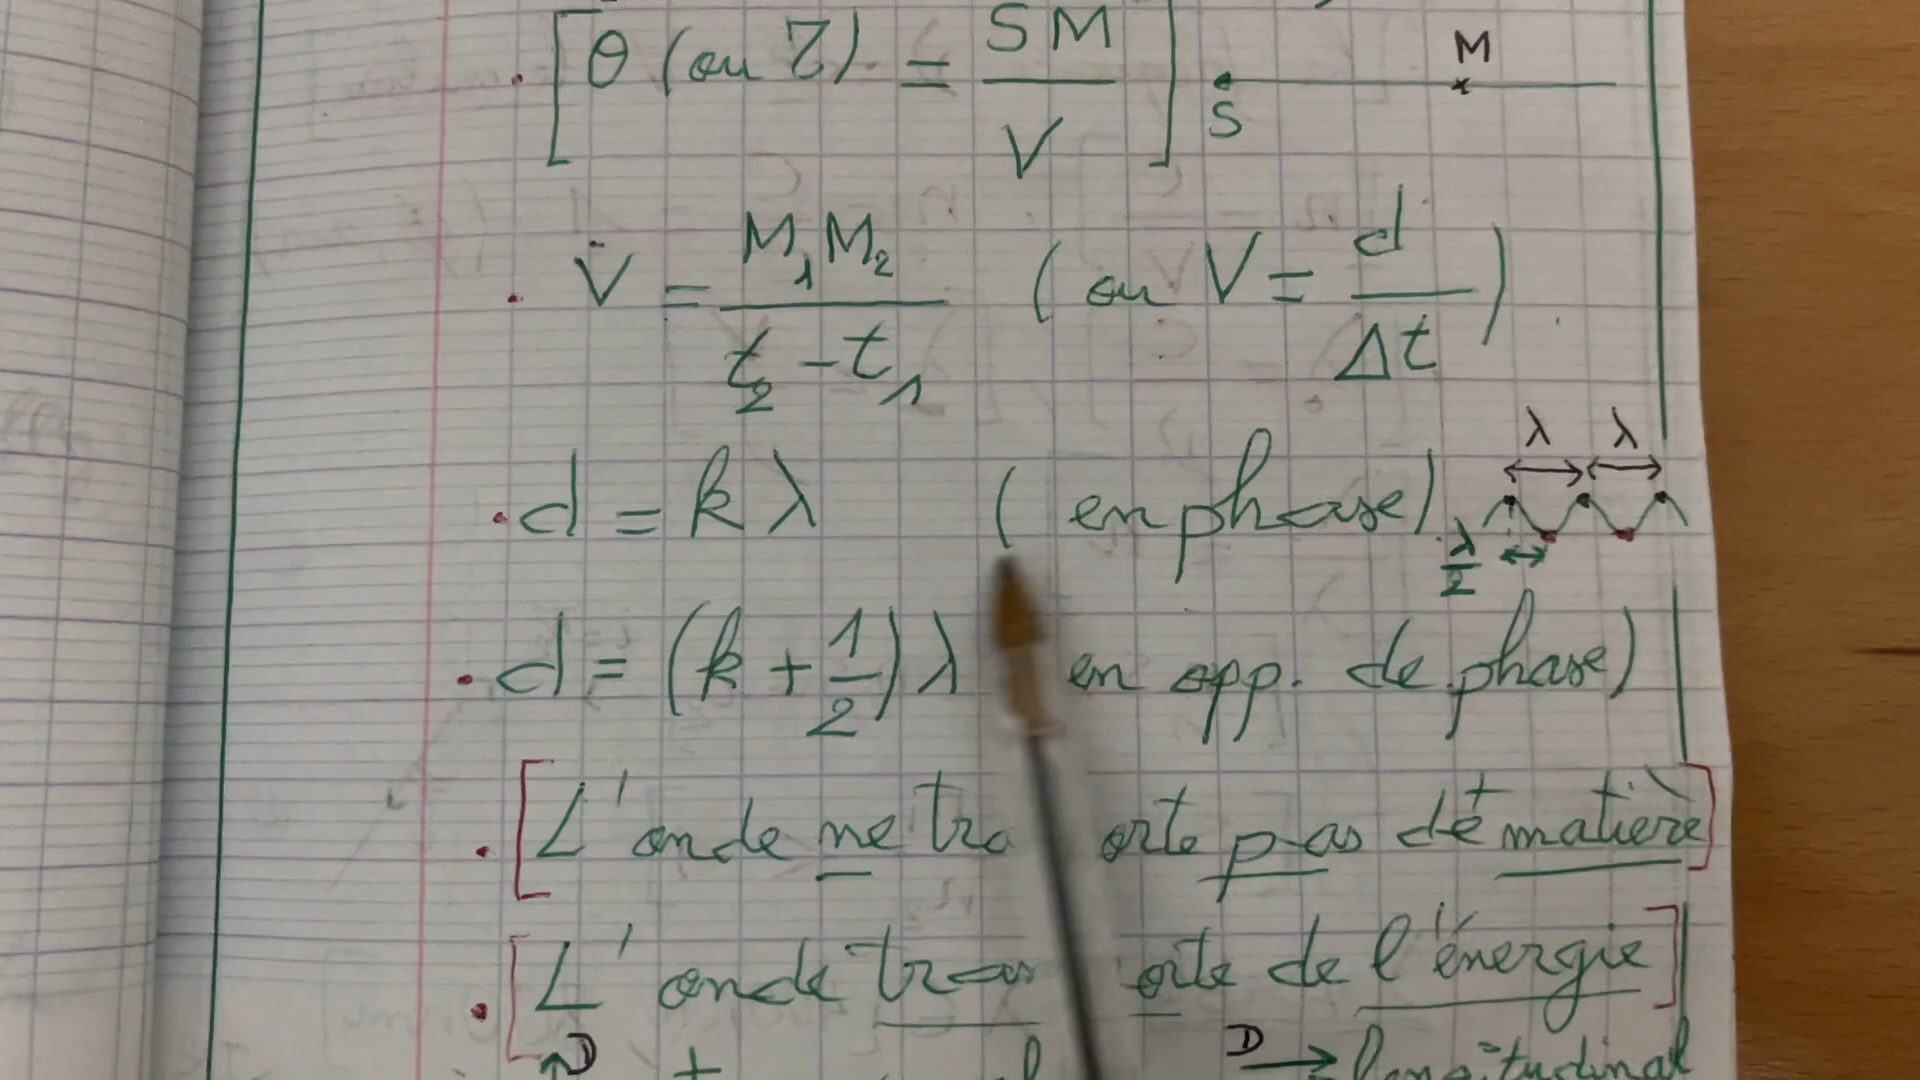 . [θ (ou τ) = SM / V] S M
. V = M₁M₂ / t₂ - t₁ (ou V = d / Δt)
λ λ
. d = kλ (en phase). λ/2
. d = (k + 1/2) λ en opp. de phase)
. [L'onde ne tra orte pas de matière]
. [L'onde tran orte de l'énergie]
D D → longitudinal